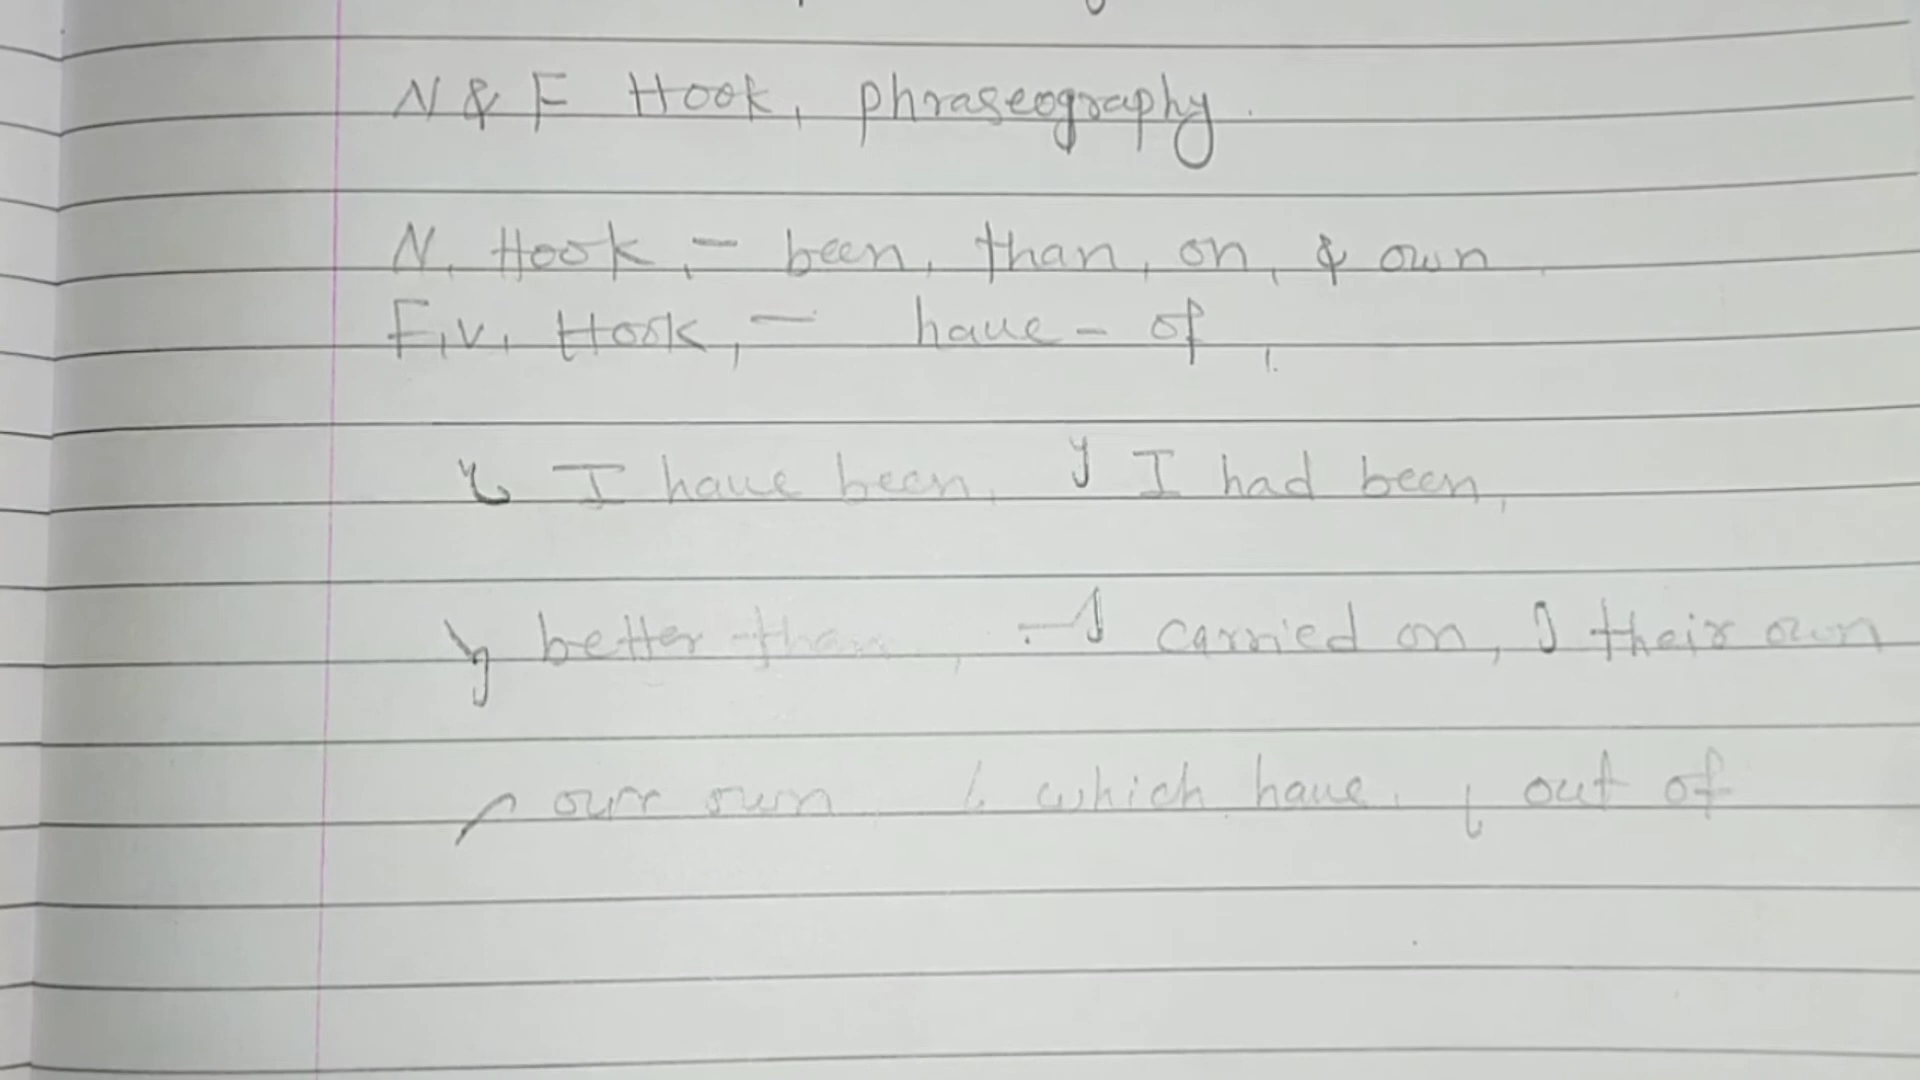 N & F Hook, phraseography.
N. Hook, - been, than, on, & own.
F.V. Hook, - have - of,
I have been, I had been,
better than, carried on, their own
our own which have, out of